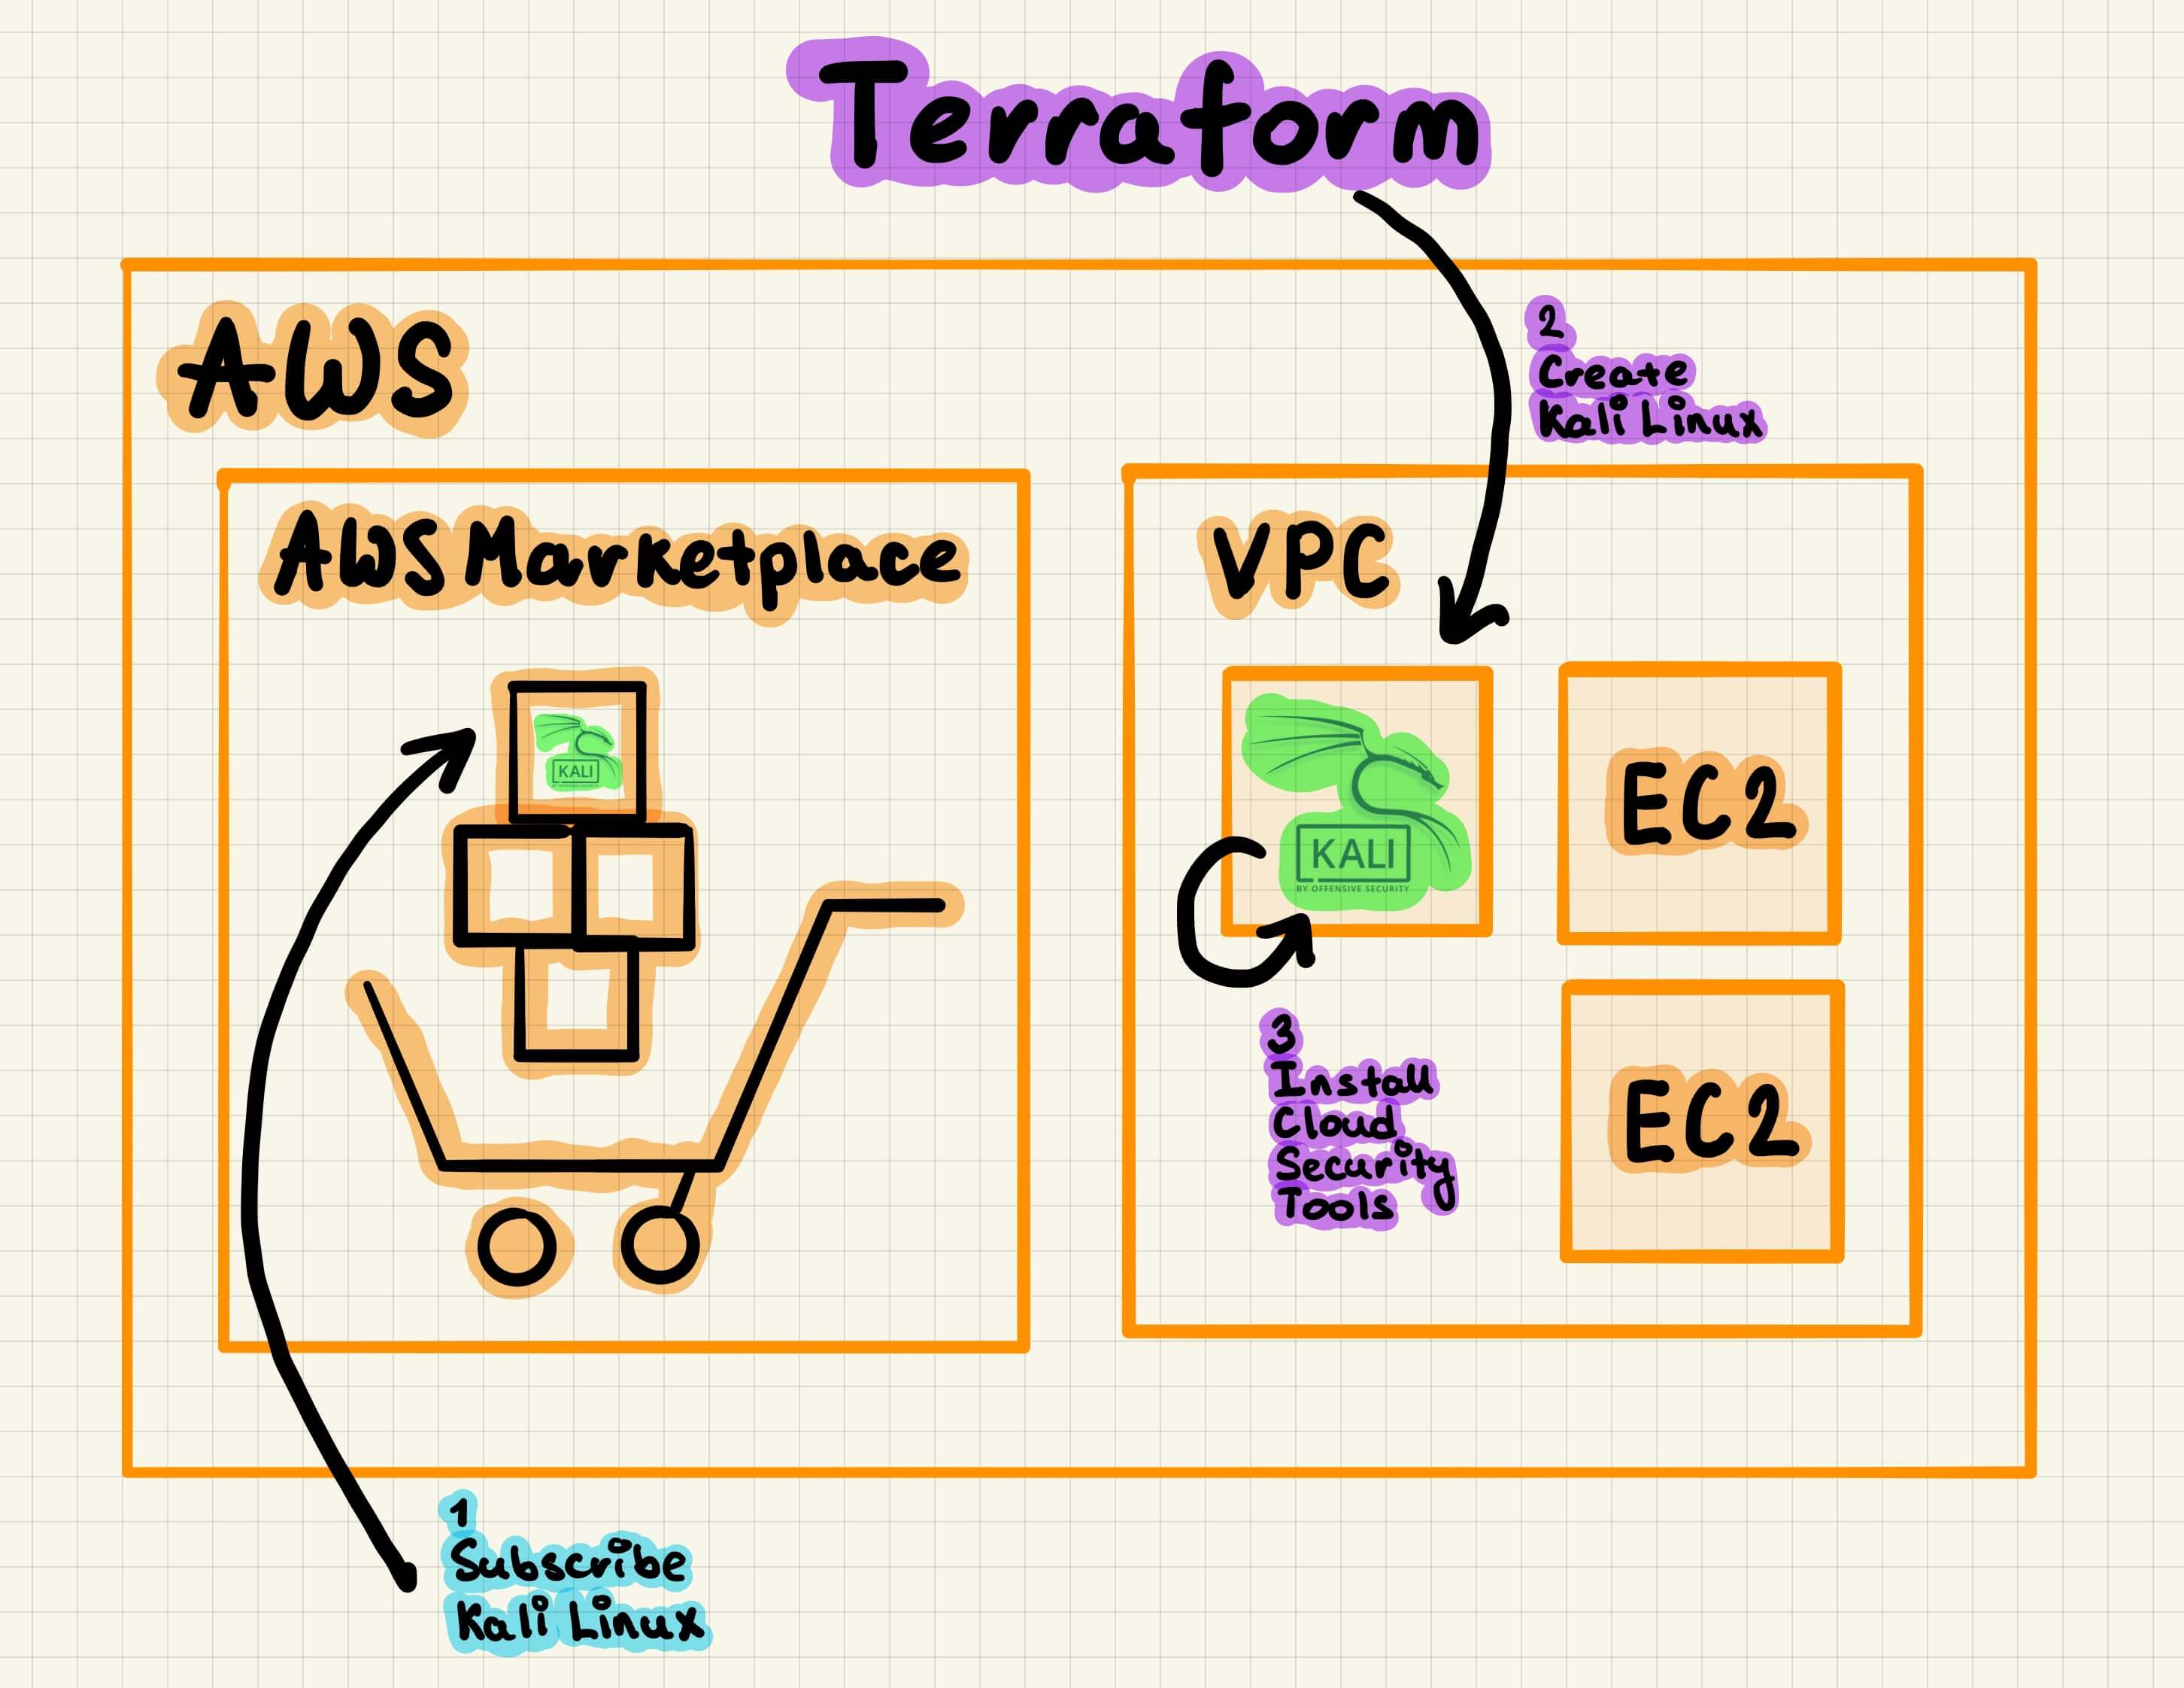 Terraform
AWS
2
Create
Kali Linux
AWS Marketplace
VPC
KALI
BY OFFENSIVE SECURITY
KALI
BY OFFENSIVE SECURITY
EC2
EC2
3
Install
Cloud
Security
Tools
1
Subscribe
Kali Linux